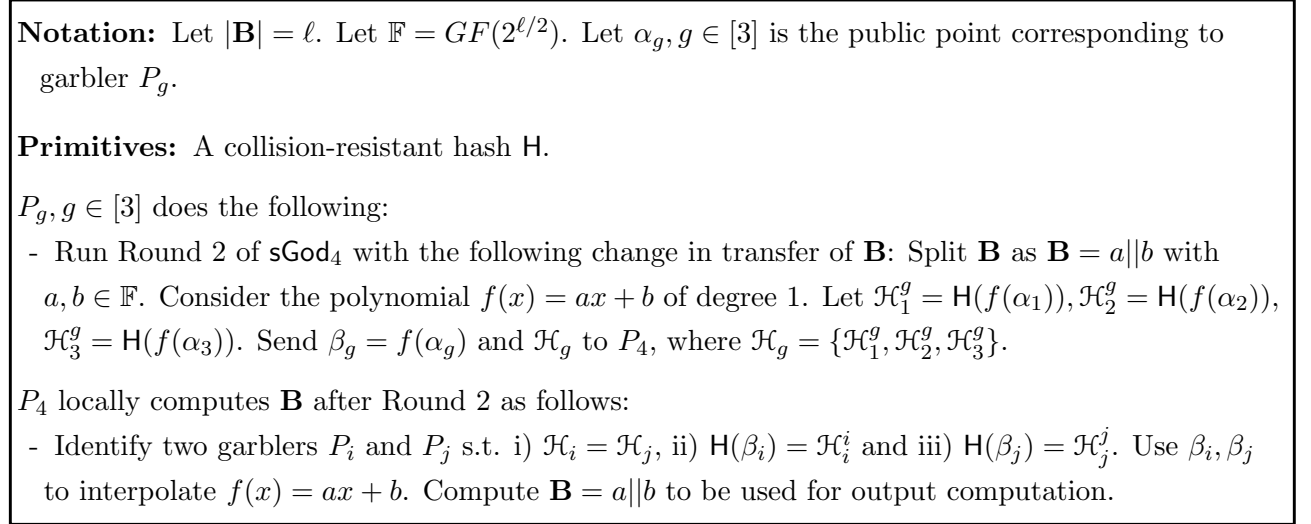 Notation: Let |B| = ℓ. Let 𝔽 = GF(2^{ℓ/2}). Let α_g, g ∈ [3] is the public point corresponding to
garbler P_g.
Primitives: A collision-resistant hash H.
P_g, g ∈ [3] does the following:
- Run Round 2 of sGod_4 with the following change in transfer of B: Split B as B = a||b with
a, b ∈ 𝔽. Consider the polynomial f(x) = ax + b of degree 1. Let ℋ_1^g = H(f(α_1)), ℋ_2^g = H(f(α_2)),
ℋ_3^g = H(f(α_3)). Send β_g = f(α_g) and ℋ_g to P_4, where ℋ_g = {ℋ_1^g, ℋ_2^g, ℋ_3^g}.
P_4 locally computes B after Round 2 as follows:
- Identify two garblers P_i and P_j s.t. i) ℋ_i = ℋ_j, ii) H(β_i) = ℋ_i^i and iii) H(β_j) = ℋ_j^j. Use β_i, β_j
to interpolate f(x) = ax + b. Compute B = a||b to be used for output computation.